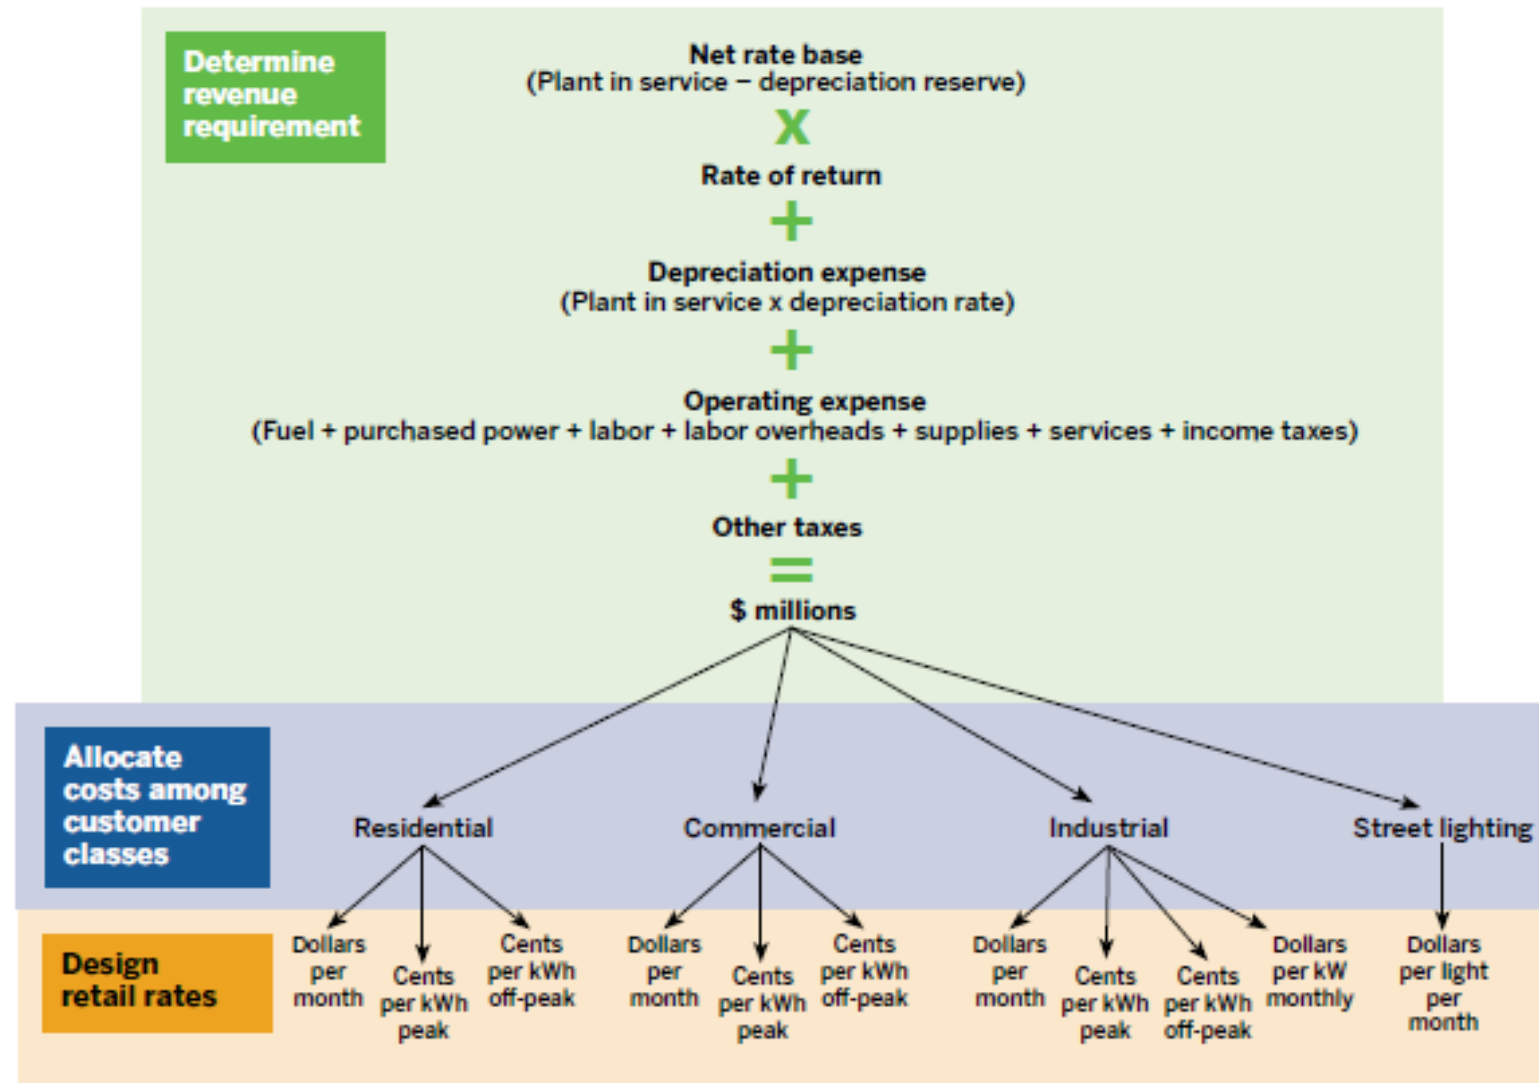 Determine
revenue
requirement
Net rate base
(Plant in service – depreciation reserve)
x
Rate of return
+
Depreciation expense
(Plant in service x depreciation rate)
+
Operating expense
(Fuel + purchased power + labor + labor overheads + supplies + services + income taxes)
+
Other taxes
=
$ millions
Allocate
costs among
customer
classes
Residential
Commercial
Industrial
Street lighting
Design
retail rates
Dollars
per
month
Cents
per kWh
peak
Cents
per kWh
off-peak
Dollars
per
month
Cents
per kWh
peak
Cents
per kWh
off-peak
Dollars
per
month
Cents
per kWh
peak
Cents
per kWh
off-peak
Dollars
per kW
monthly
Dollars
per light
per
month